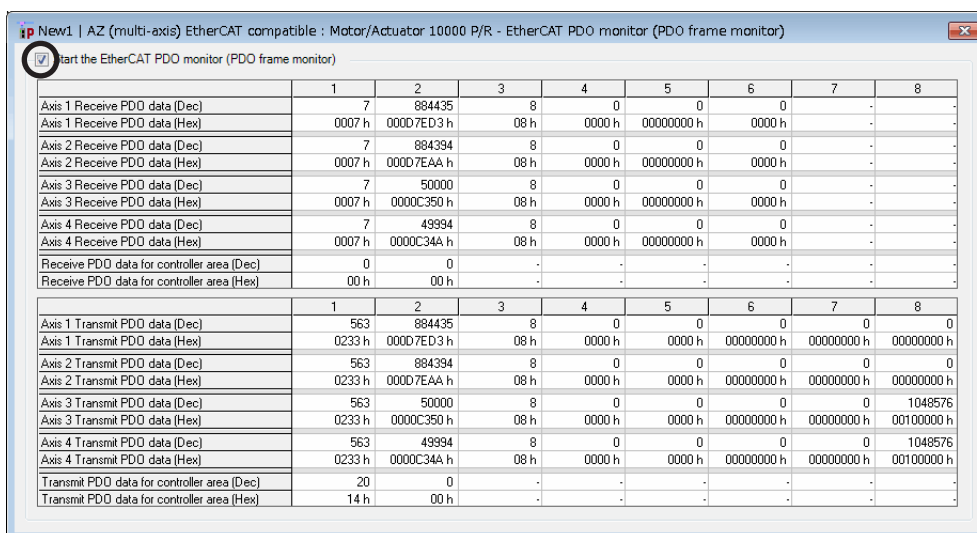 New1 | AZ (multi-axis) EtherCAT compatible : Motor/Actuator 10000 P/R - EtherCAT PDO monitor (PDO frame monitor)
Start the EtherCAT PDO monitor (PDO frame monitor)
1 2 3 4 5 6 7 8
Axis 1 Receive PDO data (Dec) 7 884435 8 0 0 0 - -
Axis 1 Receive PDO data (Hex) 0007 h 000D7ED3 h 08 h 0000 h 00000000 h 0000 h - -
Axis 2 Receive PDO data (Dec) 7 884394 8 0 0 0 - -
Axis 2 Receive PDO data (Hex) 0007 h 000D7EAA h 08 h 0000 h 00000000 h 0000 h - -
Axis 3 Receive PDO data (Dec) 7 50000 8 0 0 0 - -
Axis 3 Receive PDO data (Hex) 0007 h 0000C350 h 08 h 0000 h 00000000 h 0000 h - -
Axis 4 Receive PDO data (Dec) 7 49994 8 0 0 0 - -
Axis 4 Receive PDO data (Hex) 0007 h 0000C34A h 08 h 0000 h 00000000 h 0000 h - -
Receive PDO data for controller area (Dec) 0 0 - - - - - -
Receive PDO data for controller area (Hex) 00 h 00 h - - - - - -
1 2 3 4 5 6 7 8
Axis 1 Transmit PDO data (Dec) 563 884435 8 0 0 0 0 0
Axis 1 Transmit PDO data (Hex) 0233 h 000D7ED3 h 08 h 0000 h 0000 h 00000000 h 00000000 h 00000000 h
Axis 2 Transmit PDO data (Dec) 563 884394 8 0 0 0 0 0
Axis 2 Transmit PDO data (Hex) 0233 h 000D7EAA h 08 h 0000 h 0000 h 00000000 h 00000000 h 00000000 h
Axis 3 Transmit PDO data (Dec) 563 50000 8 0 0 0 0 1048576
Axis 3 Transmit PDO data (Hex) 0233 h 0000C350 h 08 h 0000 h 0000 h 00000000 h 00000000 h 00100000 h
Axis 4 Transmit PDO data (Dec) 563 49994 8 0 0 0 0 1048576
Axis 4 Transmit PDO data (Hex) 0233 h 0000C34A h 08 h 0000 h 0000 h 00000000 h 00000000 h 00100000 h
Transmit PDO data for controller area (Dec) 20 0 - - - - - -
Transmit PDO data for controller area (Hex) 14 h 00 h - - - - - -